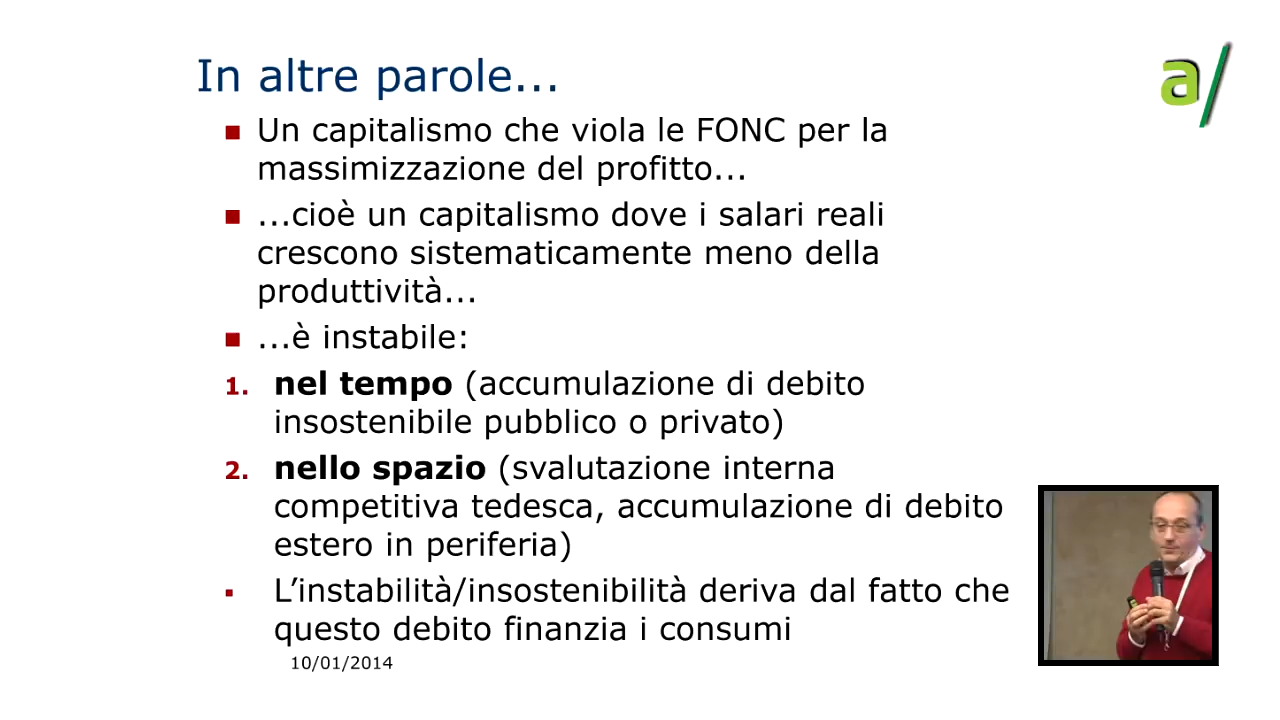 In altre parole...
a/
Un capitalismo che viola le FONC per la
massimizzazione del profitto...
...cioè un capitalismo dove i salari reali
crescono sistematicamente meno della
produttività...
...è instabile:
1. nel tempo (accumulazione di debito
insostenibile pubblico o privato)
2. nello spazio (svalutazione interna
competitiva tedesca, accumulazione di debito
estero in periferia)
L’instabilità/insostenibilità deriva dal fatto che
questo debito finanzia i consumi
10/01/2014